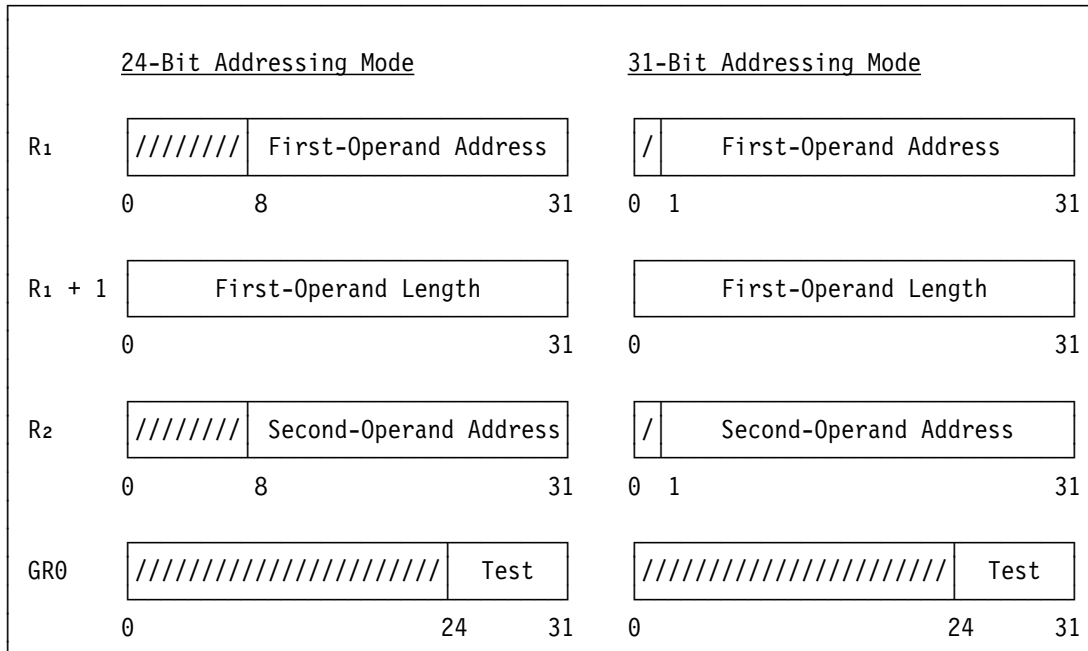 24-Bit Addressing Mode 31-Bit Addressing Mode
R₁ //////// First-Operand Address / First-Operand Address
0 8 31 0 1 31
R₁ + 1 First-Operand Length First-Operand Length
0 31 0 31
R₂ //////// Second-Operand Address / Second-Operand Address
0 8 31 0 1 31
GR0 /////////////////////// Test /////////////////////// Test
0 24 31 0 24 31